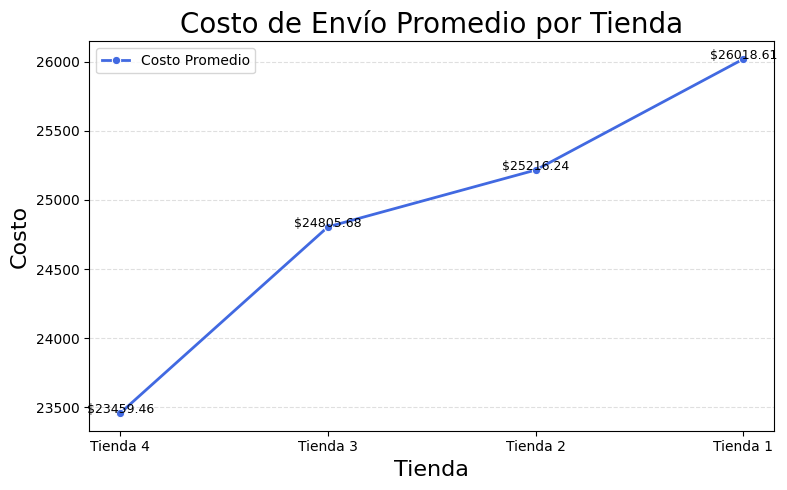 Costo de Envío Promedio por Tienda
Costo Promedio
Costo
26000
25500
25000
24500
24000
23500
$23459.46
$24805.68
$25216.24
$26018.61
Tienda 4
Tienda 3
Tienda 2
Tienda 1
Tienda